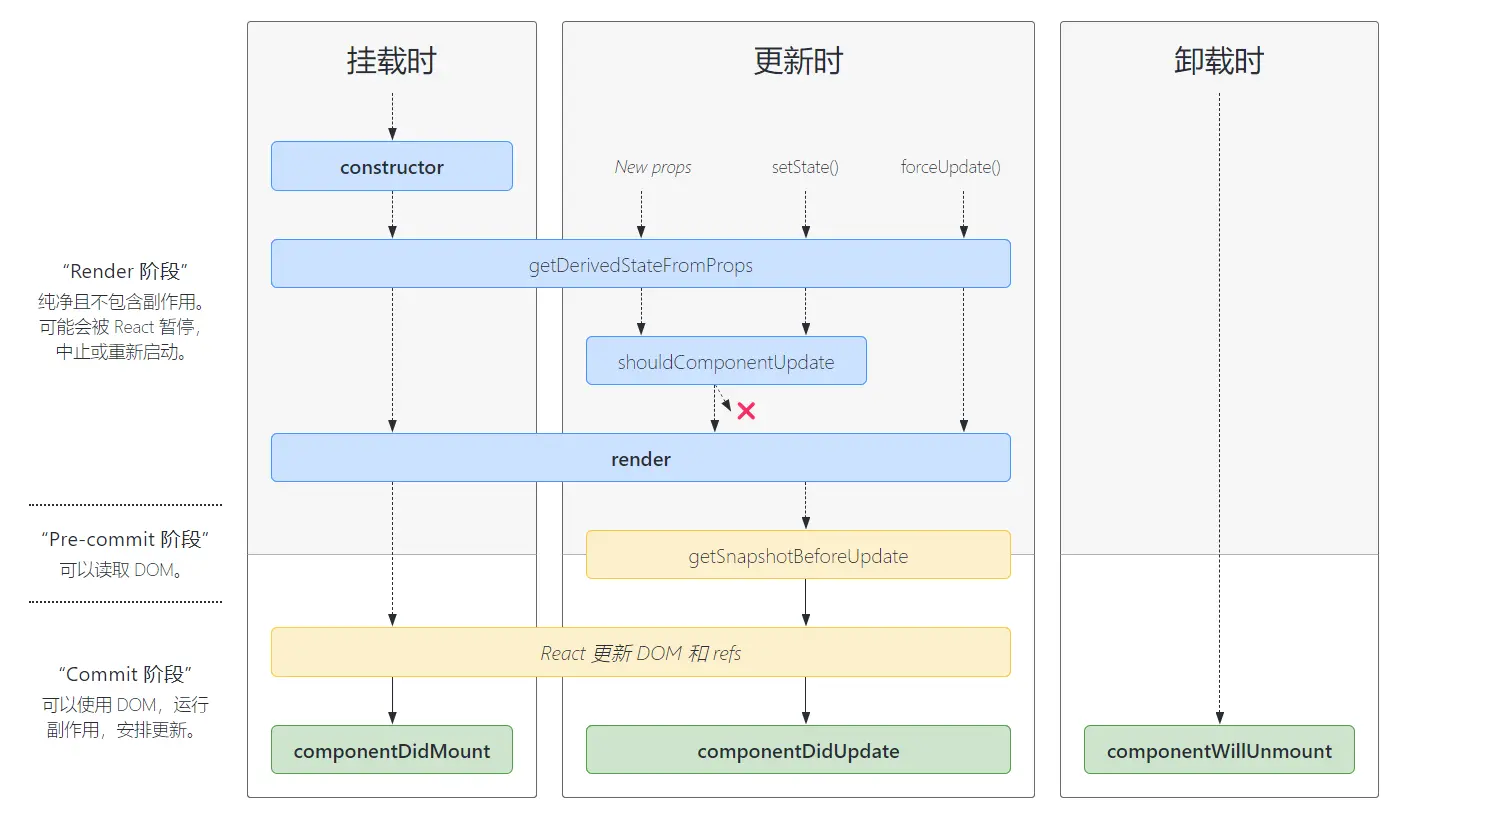 挂载时
更新时
卸载时
constructor
New props
setState()
forceUpdate()
getDerivedStateFromProps
“Render 阶段”
纯净且不包含副作用。
可能会被 React 暂停，
中止或重新启动。
shouldComponentUpdate
render
“Pre-commit 阶段”
可以读取 DOM。
getSnapshotBeforeUpdate
React 更新 DOM 和 refs
“Commit 阶段”
可以使用 DOM，运行
副作用，安排更新。
componentDidMount
componentDidUpdate
componentWillUnmount